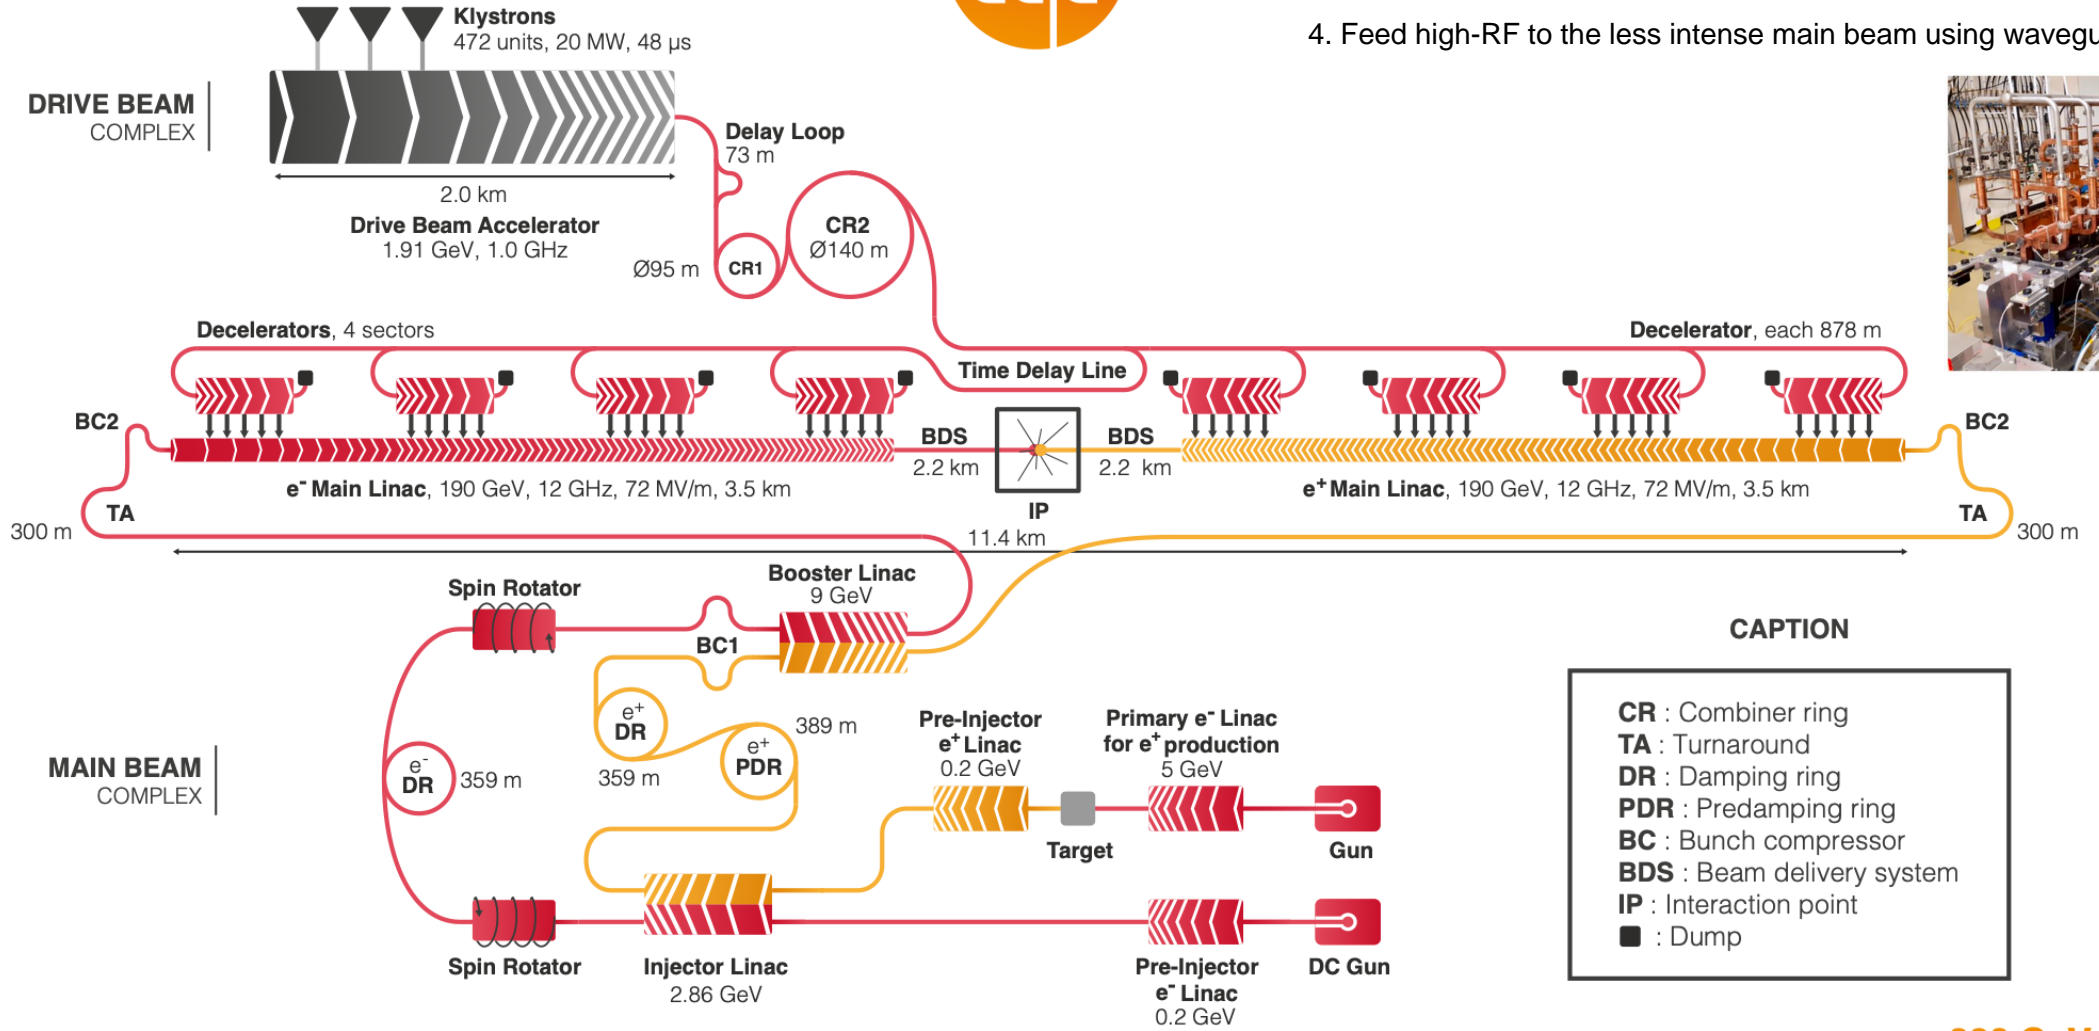 Klystrons
472 units, 20 MW, 48 µs
4. Feed high-RF to the less intense main beam using wavegu
DRIVE BEAM
COMPLEX
Delay Loop
73 m
2.0 km
Drive Beam Accelerator
1.91 GeV, 1.0 GHz
CR2
Ø140 m
Ø95 m
CR1
Decelerators, 4 sectors
Decelerator, each 878 m
Time Delay Line
BC2
BDS
2.2 km
BDS
2.2 km
BC2
e- Main Linac, 190 GeV, 12 GHz, 72 MV/m, 3.5 km
e+ Main Linac, 190 GeV, 12 GHz, 72 MV/m, 3.5 km
IP
TA
300 m
TA
300 m
11.4 km
Spin Rotator
Booster Linac
9 GeV
BC1
CAPTION
CR : Combiner ring
TA : Turnaround
DR : Damping ring
PDR : Predamping ring
BC : Bunch compressor
BDS : Beam delivery system
IP : Interaction point
: Dump
MAIN BEAM
COMPLEX
e-
DR
359 m
e+
DR
359 m
e+
PDR
389 m
Pre-Injector
e+ Linac
0.2 GeV
Primary e- Linac
for e+ production
5 GeV
Target
Gun
Spin Rotator
Injector Linac
2.86 GeV
Pre-Injector
e- Linac
0.2 GeV
DC Gun